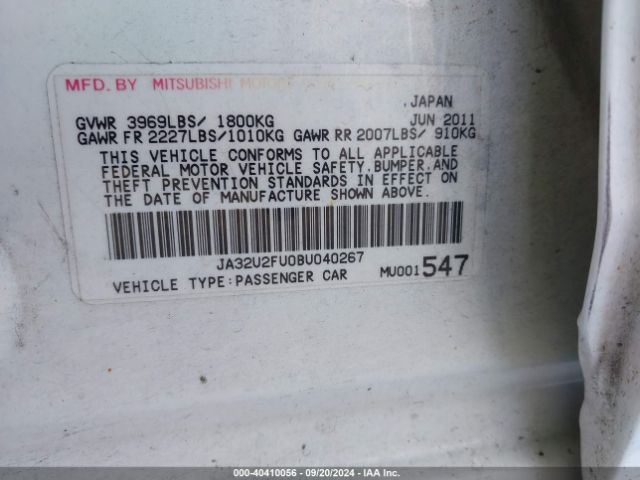 MFD. BY MITSUBISHI MOTORS
, JAPAN
GVWR 3969LBS/ 1800KG JUN 2011
GAWR FR 2227LBS/1010KG GAWR RR 2007LBS/ 910KG
THIS VEHICLE CONFORMS TO ALL APPLICABLE
FEDERAL MOTOR VEHICLE SAFETY, BUMPER, AND
THEFT PREVENTION STANDARDS IN EFFECT ON
THE DATE OF MANUFACTURE SHOWN ABOVE.
JA32U2FU0BU040267
VEHICLE TYPE:PASSENGER CAR MU001547
000-40410056 - 09/20/2024 - IAA Inc.